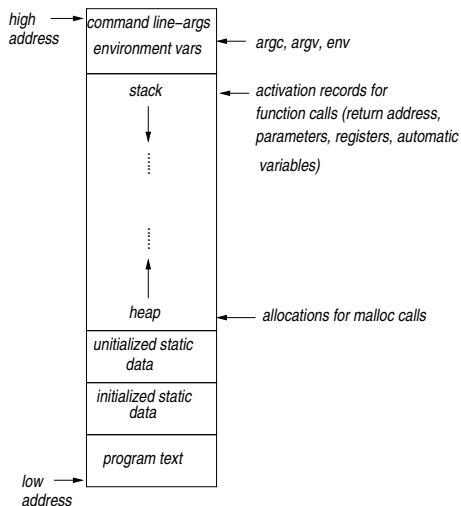 high
address
command line-args
environment vars
argc, argv, env
stack
activation records for
function calls (return address,
parameters, registers, automatic
variables)
heap
allocations for malloc calls
unitialized static
data
initialized static
data
program text
low
address